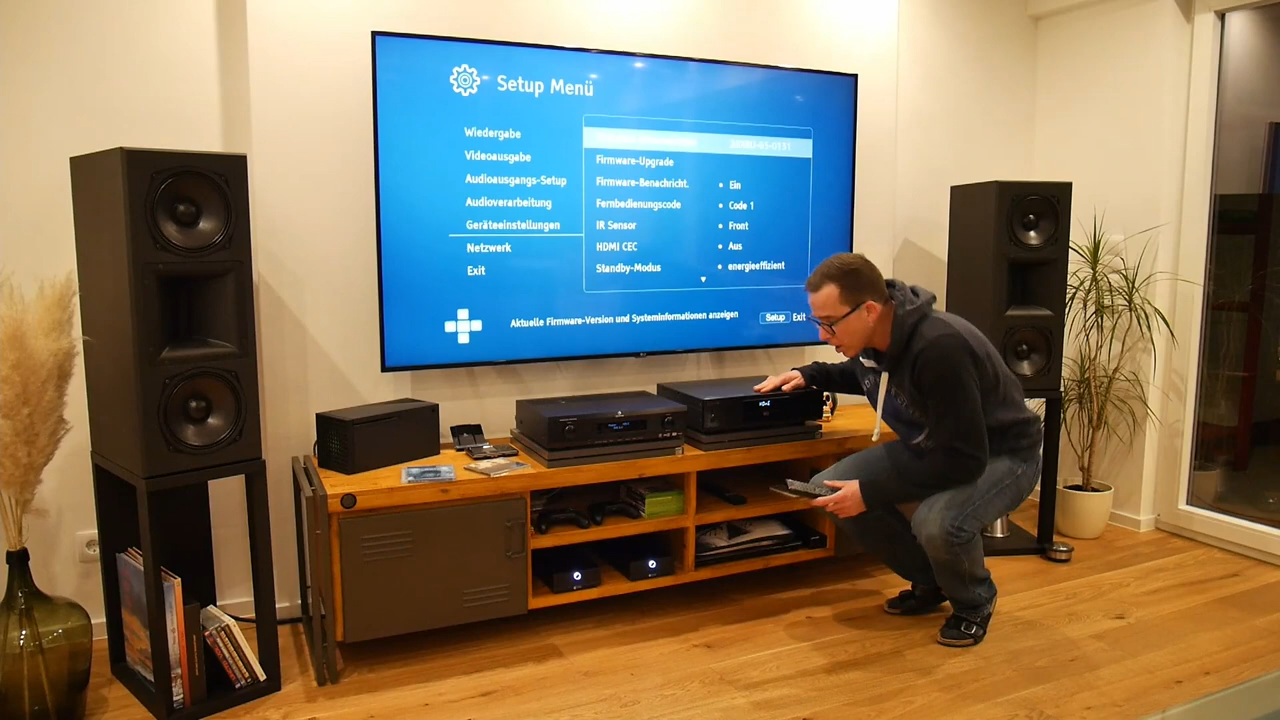 Setup Menü
Wiedergabe
Videoausgabe
Audioausgangs-Setup
Audioverarbeitung
Geräteeinstellungen
Netzwerk
Exit
Firmware-Upgrade
Firmware-Benachricht. • Ein
Fernbedienungscode • Code 1
IR Sensor • Front
HDMI CEC • Aus
Standby-Modus • energieeffizient
Aktuelle Firmware-Version und Systeminformationen anzeigen
Setup Exit